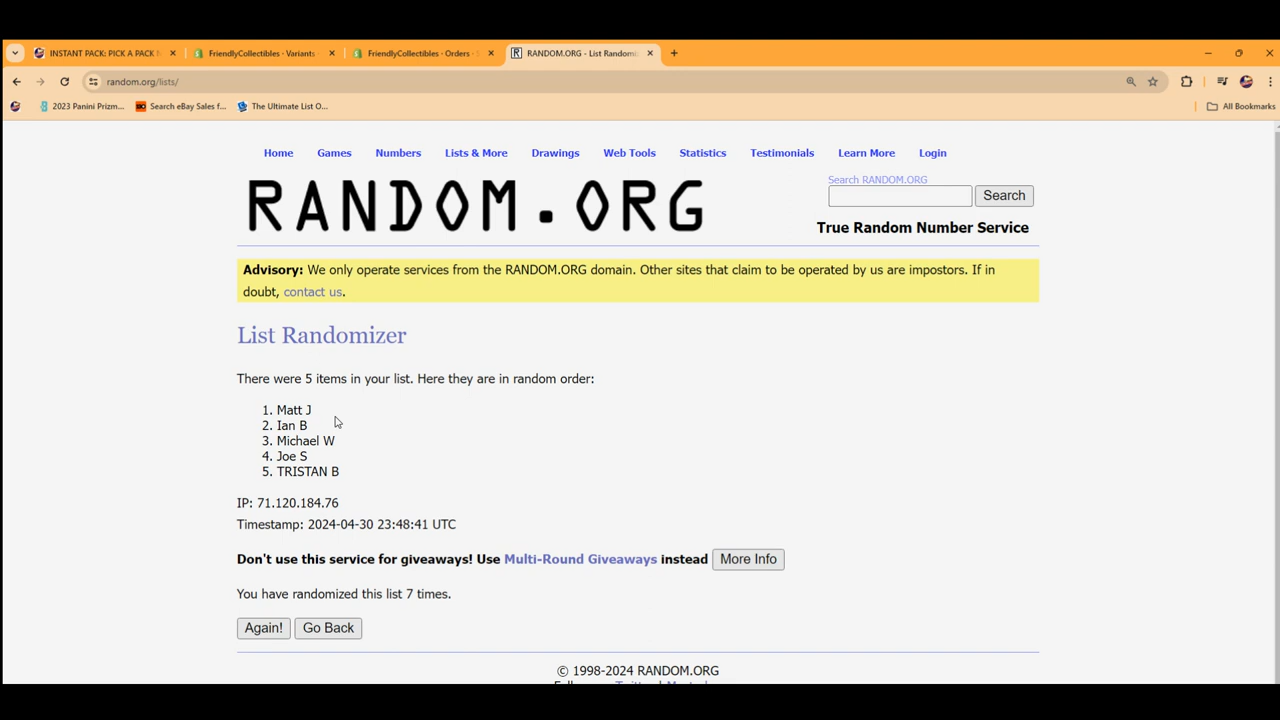 INSTANT PACK: PICK A PACK
FriendlyCollectibles · Variants
FriendlyCollectibles · Orders ·
RANDOM.ORG - List Randomiz
random.org/lists/
2023 Panini Prizm...
Search eBay Sales f...
The Ultimate List O...
All Bookmarks
Home Games Numbers Lists & More Drawings Web Tools Statistics Testimonials Learn More Login
RANDOM.ORG
Search RANDOM.ORG
Search
True Random Number Service
Advisory: We only operate services from the RANDOM.ORG domain. Other sites that claim to be operated by us are impostors. If in
doubt, contact us.
List Randomizer
There were 5 items in your list. Here they are in random order:
1. Matt J
2. Ian B
3. Michael W
4. Joe S
5. TRISTAN B
IP: 71.120.184.76
Timestamp: 2024-04-30 23:48:41 UTC
Don't use this service for giveaways! Use Multi-Round Giveaways instead More Info
You have randomized this list 7 times.
Again! Go Back
© 1998-2024 RANDOM.ORG